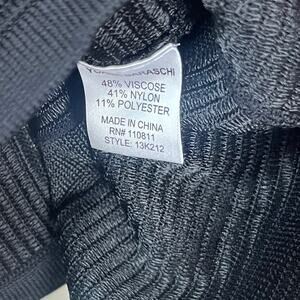 48% VISCOSE
41% NYLON
11% POLYESTER
MADE IN CHINA
RN# 110811
STYLE: 13K212